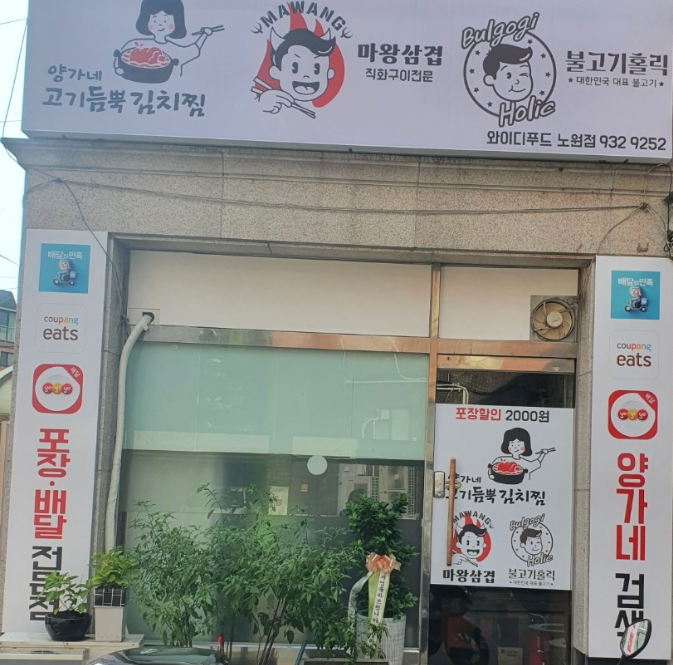 양가네
고기듬뿍김치찜
MAWANG
마왕삼겹
직화구이전문
Bulgogi
Holic
불고기홀릭
★ 대한민국 대표 불고기 ★
와이디푸드 노원점 932 9252
배달의민족
coupang
eats
배달
포장·배달 전문점
포장할인 2000원
양가네
고기듬뿍김치찜
MAWANG
마왕삼겹
Bulgogi
Holic
불고기홀릭
배달의민족
coupang
eats
배달
양가네 검색